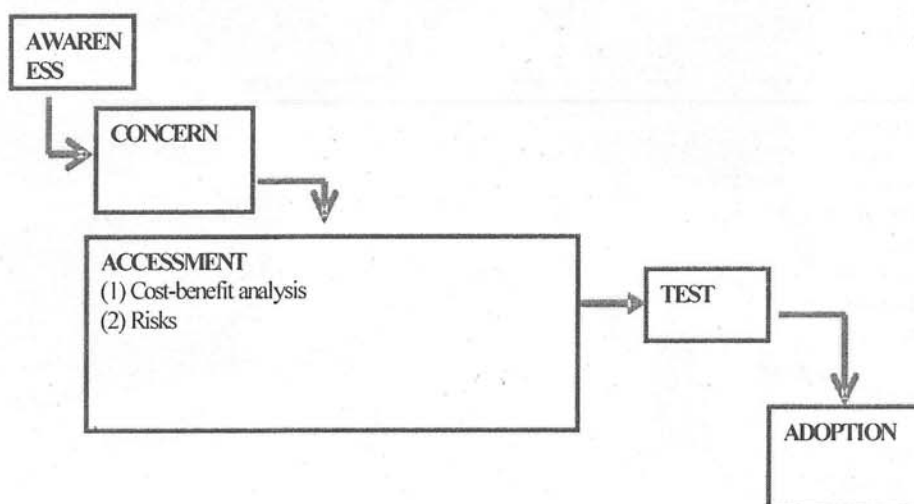 AWAREN
ESS
CONCERN
ACCESSMENT
(1) Cost-benefit analysis
(2) Risks
TEST
ADOPTION